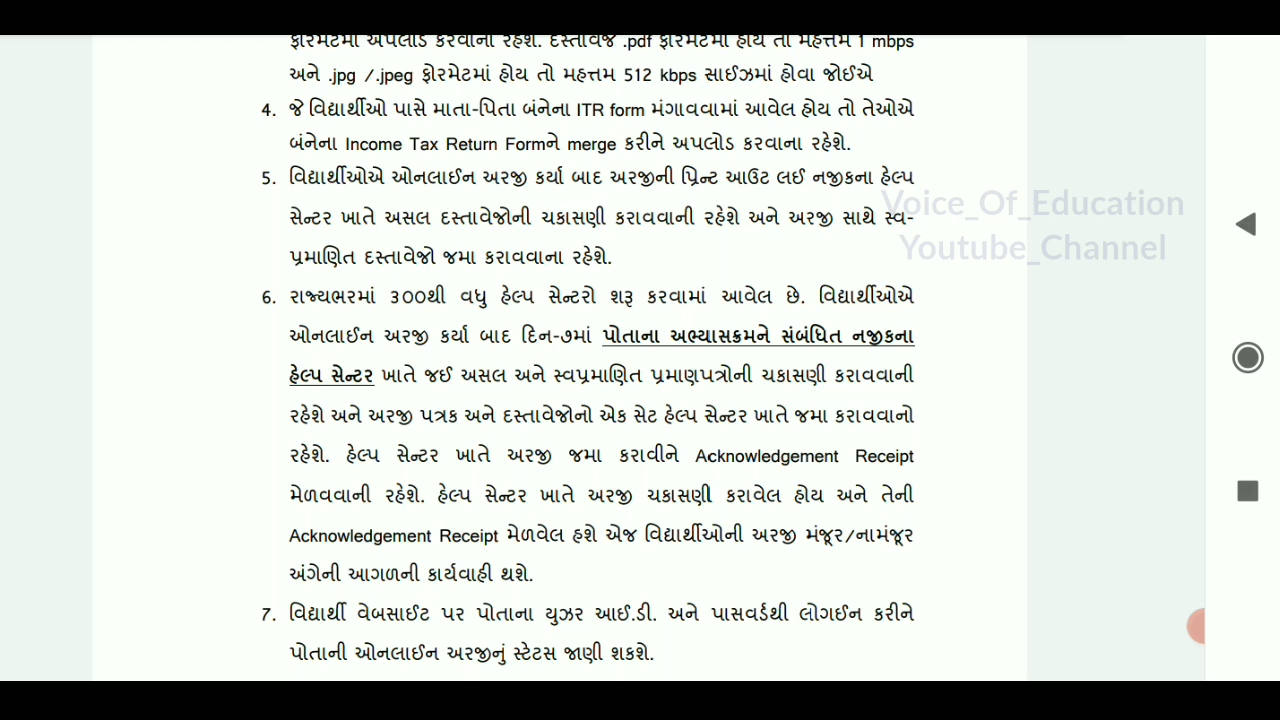 ફોરમેટમાં અપલોડ કરવાના રહેશે. દસ્તાવેજ .pdf ફોરમેટમાં હોય તો મહત્તમ 1 mbps
અને .jpg /.jpeg ફોરમેટમાં હોય તો મહત્તમ 512 kbps સાઈઝમાં હોવા જોઈએ
4. જે વિદ્યાર્થીઓ પાસે માતા-પિતા બંનેના ITR form મંગાવવામાં આવેલ હોય તો તેઓએ
બંનેના Income Tax Return Formને merge કરીને અપલોડ કરવાના રહેશે.
5. વિદ્યાર્થીઓએ ઓનલાઈન અરજી કર્યા બાદ અરજીની પ્રિન્ટ આઉટ લઈ નજીકના હેલ્પ
સેન્ટર ખાતે અસલ દસ્તાવેજોની ચકાસણી કરાવવાની રહેશે અને અરજી સાથે સ્વ-
પ્રમાણિત દસ્તાવેજો જમા કરાવવાના રહેશે.
Voice_Of_Education
Youtube_Channel
6. રાજ્યભરમાં ૩૦૦થી વધુ હેલ્પ સેન્ટરો શરૂ કરવામાં આવેલ છે. વિદ્યાર્થીઓએ
ઓનલાઈન અરજી કર્યા બાદ દિન-૭માં પોતાના અભ્યાસક્રમને સંબંધિત નજીકના
હેલ્પ સેન્ટર ખાતે જઈ અસલ અને સ્વપ્રમાણિત પ્રમાણપત્રોની ચકાસણી કરાવવાની
રહેશે અને અરજી પત્રક અને દસ્તાવેજોનો એક સેટ હેલ્પ સેન્ટર ખાતે જમા કરાવવાનો
રહેશે. હેલ્પ સેન્ટર ખાતે અરજી જમા કરાવીને Acknowledgement Receipt
મેળવવાની રહેશે. હેલ્પ સેન્ટર ખાતે અરજી ચકાસણી કરાવેલ હોય અને તેની
Acknowledgement Receipt મેળવેલ હશે એજ વિદ્યાર્થીઓની અરજી મંજૂર/નામંજૂર
અંગેની આગળની કાર્યવાહી થશે.
7. વિદ્યાર્થી વેબસાઈટ પર પોતાના યુઝર આઈ.ડી. અને પાસવર્ડથી લોગઈન કરીને
પોતાની ઓનલાઈન અરજીનું સ્ટેટસ જાણી શકશે.